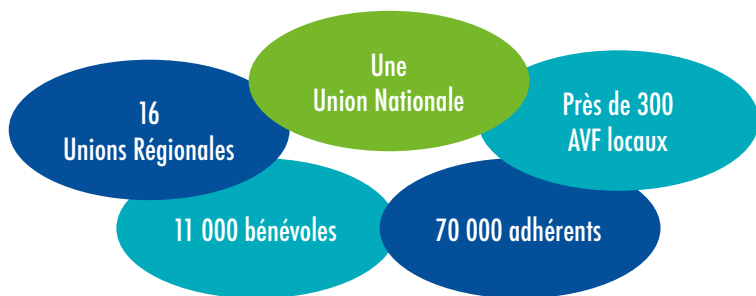 Une
Union Nationale
16
Unions Régionales
Près de 300
AVF locaux
11 000 bénévoles
70 000 adhérents